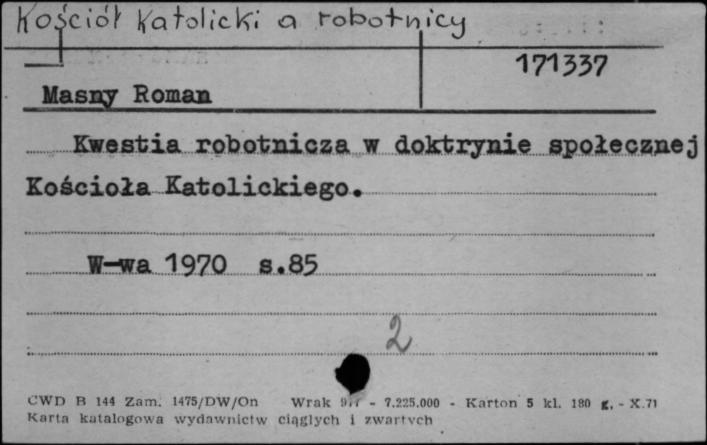 Kościół Katolicki a robotnicy
171337
Masny Roman
Kwestia robotnicza w doktrynie społecznej
Kościoła Katolickiego.
W-wa 1970 s.85
2
CWD B 144 Zam. 1475/DW/On Wrak - 7.225.000 - Karton 5 kl. 180 g. - X.71
Karta katalogowa wydawnictw ciągłych i zwartych